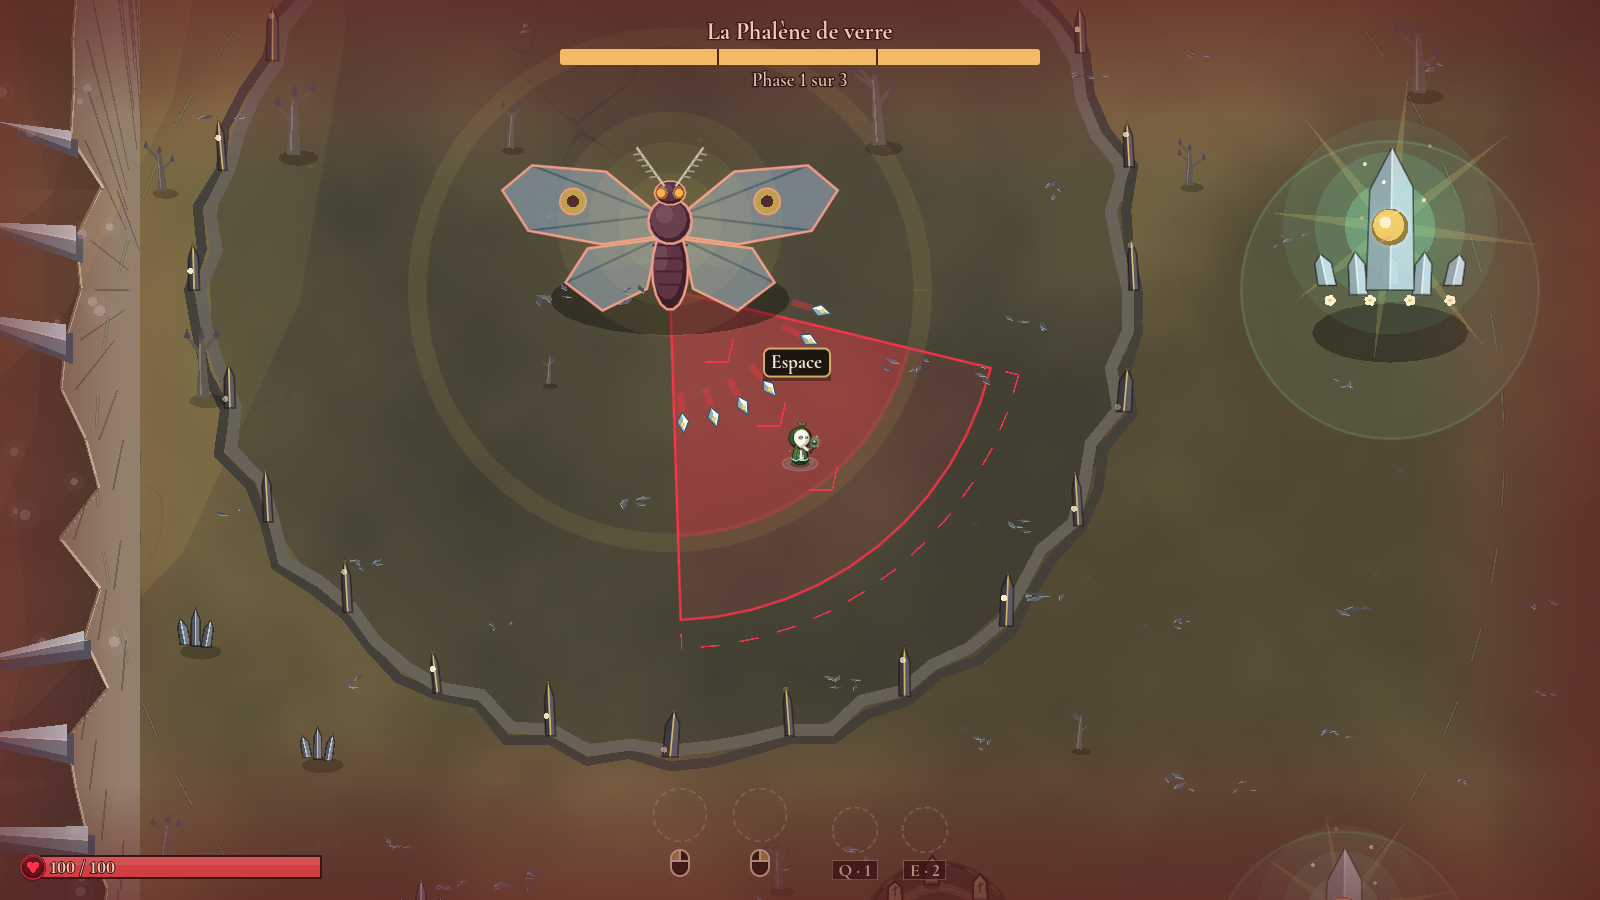 La Phalène de verre
Phase 1 sur 3
Espace
100 / 100
Q · 1
E · 2